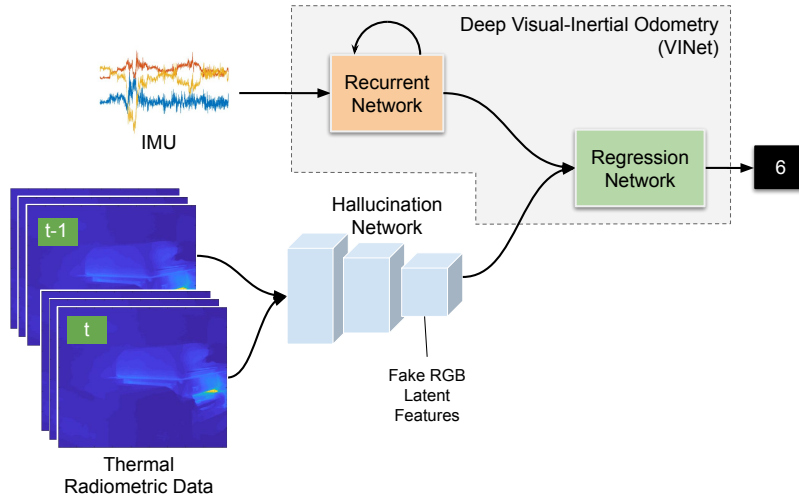 Deep Visual-Inertial Odometry
(VINet)
Recurrent
Network
IMU
Regression
Network
6
t-1
Hallucination
Network
t
Fake RGB
Latent
Features
Thermal
Radiometric Data